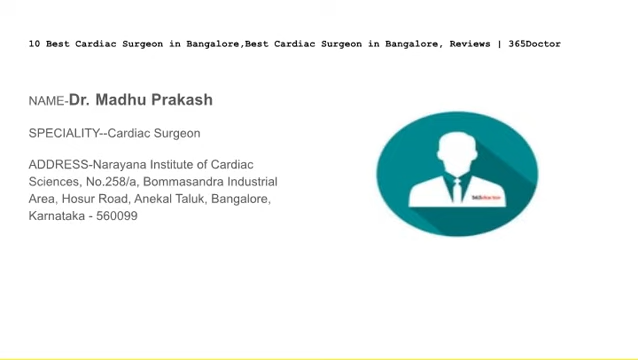 10 Best Cardiac Surgeon in Bangalore,Best Cardiac Surgeon in Bangalore, Reviews | 365Doctor
NAME-Dr. Madhu Prakash
SPECIALITY--Cardiac Surgeon
ADDRESS-Narayana Institute of Cardiac
Sciences, No.258/a, Bommasandra Industrial
Area, Hosur Road, Anekal Taluk, Bangalore,
Karnataka - 560099
365doctor